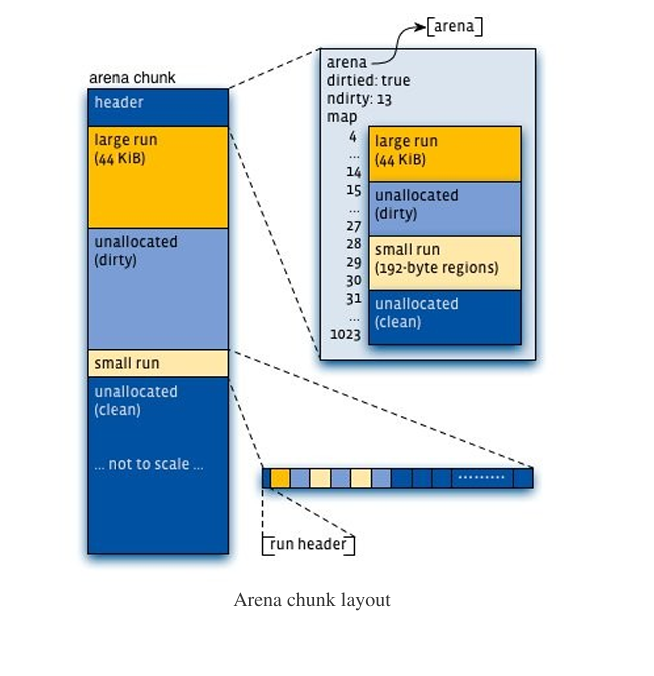 [arena]
arena chunk
header
large run
(44 KiB)
unallocated
(dirty)
small run
unallocated
(clean)
... not to scale ...
arena
dirtied: true
ndirty: 13
map
4
...
14
15
...
27
28
29
30
31
...
1023
large run
(44 KiB)
unallocated
(dirty)
small run
(192-byte regions)
unallocated
(clean)
.........
[run header]
Arena chunk layout